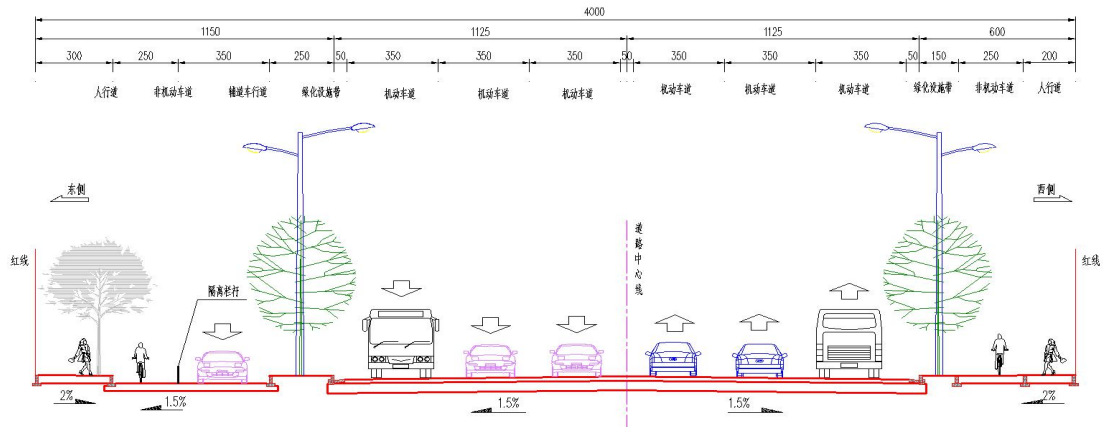 4000
1150 1125 1125 600
300 250 350 250 50 350 350 350 50 350 350 350 50 150 250 200
人行道 非机动车道 辅道车行道 绿化设施带 机动车道 机动车道 机动车道 机动车道 机动车道 机动车道 绿化设施带 非机动车道 人行道
东侧 西侧
道路中心线
红线 红线
隔离栏杆
2% 1.5% 1.5% 1.5% 2%